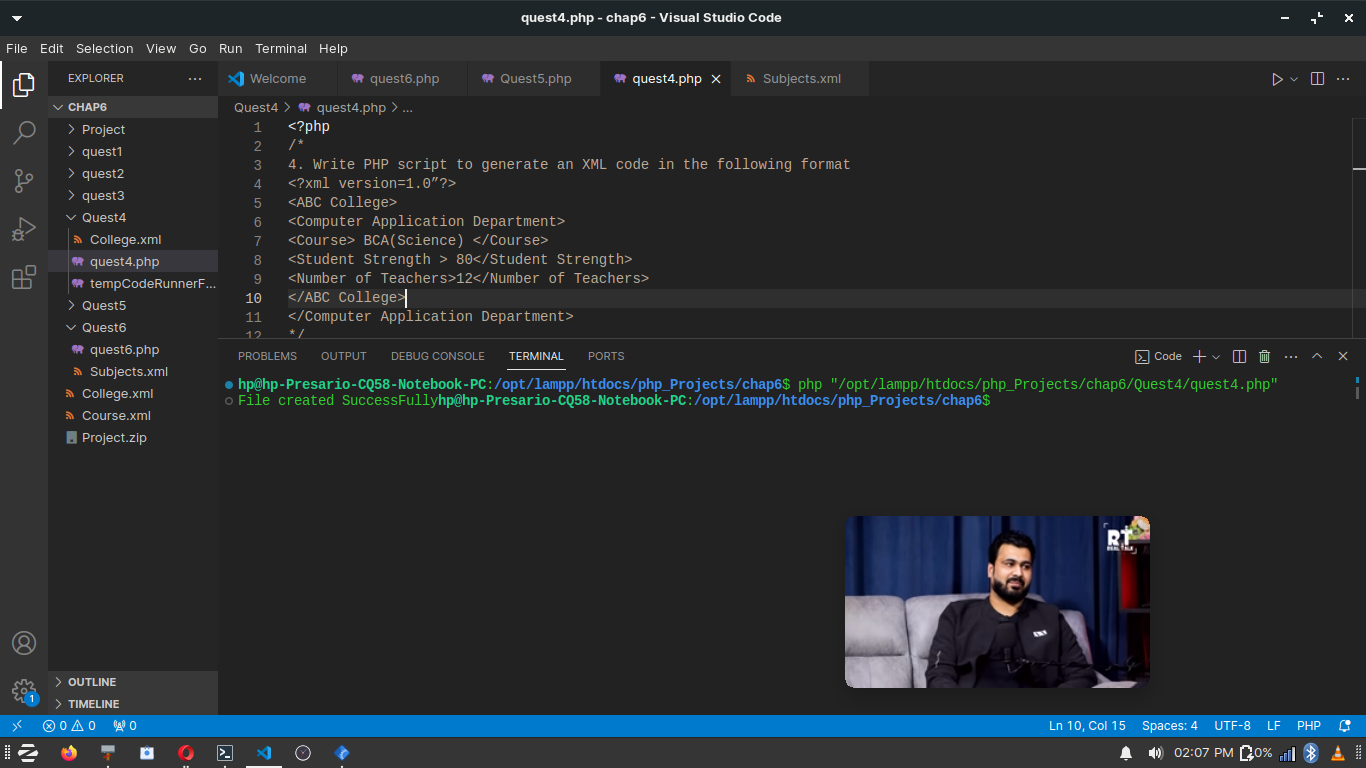 quest4.php - chap6 - Visual Studio Code
File Edit Selection View Go Run Terminal Help
EXPLORER
Welcome
quest6.php
Quest5.php
quest4.php
Subjects.xml
CHAP6
Project
quest1
quest2
quest3
Quest4
College.xml
quest4.php
tempCodeRunnerF...
Quest5
Quest6
quest6.php
Subjects.xml
College.xml
Course.xml
Project.zip
OUTLINE
TIMELINE
Quest4 > quest4.php > ...
1 <?php
2 /*
3 4. Write PHP script to generate an XML code in the following format
4 <?xml version=1.0”?>
5 <ABC College>
6 <Computer Application Department>
7 <Course> BCA(Science) </Course>
8 <Student Strength > 80</Student Strength>
9 <Number of Teachers>12</Number of Teachers>
10 </ABC College>
11 </Computer Application Department>
12 */
PROBLEMS OUTPUT DEBUG CONSOLE TERMINAL PORTS
Code
hp@hp-Presario-CQ58-Notebook-PC:/opt/lampp/htdocs/php_Projects/chap6$ php "/opt/lampp/htdocs/php_Projects/chap6/Quest4/quest4.php"
File created SuccessFullyhp@hp-Presario-CQ58-Notebook-PC:/opt/lampp/htdocs/php_Projects/chap6$
RT
REAL TALK
1
0 0 0
Ln 10, Col 15 Spaces: 4 UTF-8 LF PHP
02:07 PM